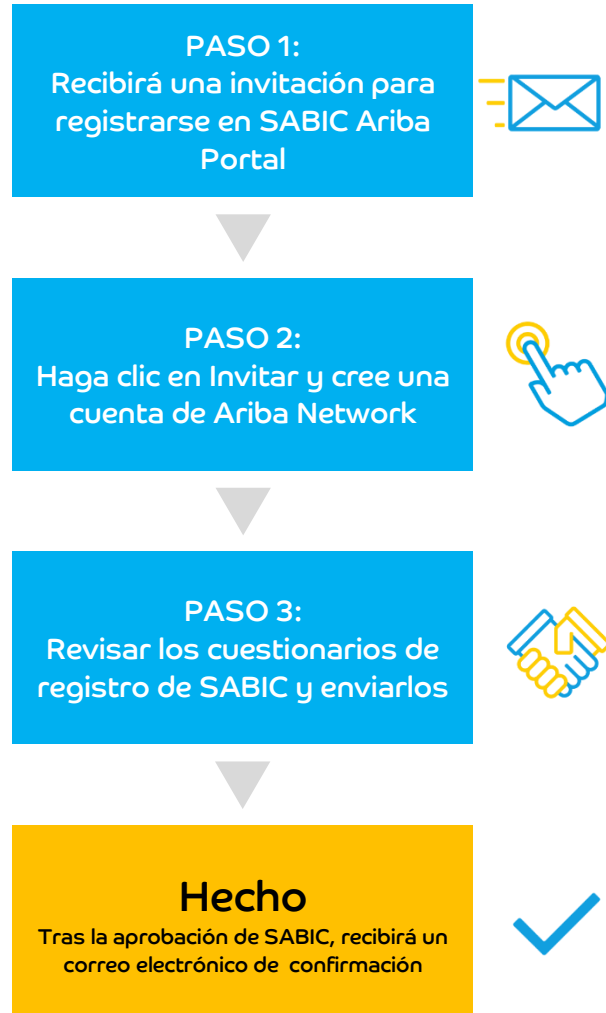 PASO 1:
Recibirá una invitación para
registrarse en SABIC Ariba
Portal
PASO 2:
Haga clic en Invitar y cree una
cuenta de Ariba Network
PASO 3:
Revisar los cuestionarios de
registro de SABIC y enviarlos
Hecho
Tras la aprobación de SABIC, recibirá un
correo electrónico de confirmación